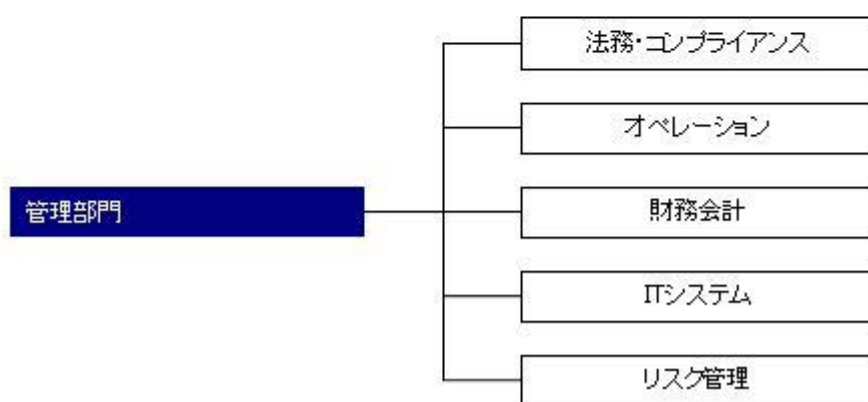 法務・コンプライアンス
オペレーション
管理部門
財務会計
ITシステム
リスク管理